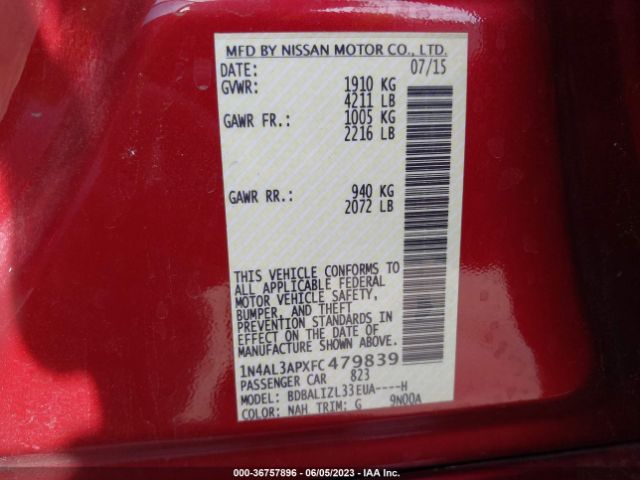 MFD BY NISSAN MOTOR CO., LTD.
DATE: 07/15
GVWR: 1910 KG
4211 LB
GAWR FR.: 1005 KG
2216 LB
GAWR RR.: 940 KG
2072 LB
THIS VEHICLE CONFORMS TO
ALL APPLICABLE FEDERAL
MOTOR VEHICLE SAFETY,
BUMPER, AND THEFT
PREVENTION STANDARDS IN
EFFECT ON THE DATE OF
MANUFACTURE SHOWN ABOVE.
1N4AL3APXFC479839
PASSENGER CAR 823
MODEL: BDBALIZL33EUA----H
COLOR: NAH TRIM: G 9N00A
000-36757896 - 06/05/2023 - IAA Inc.